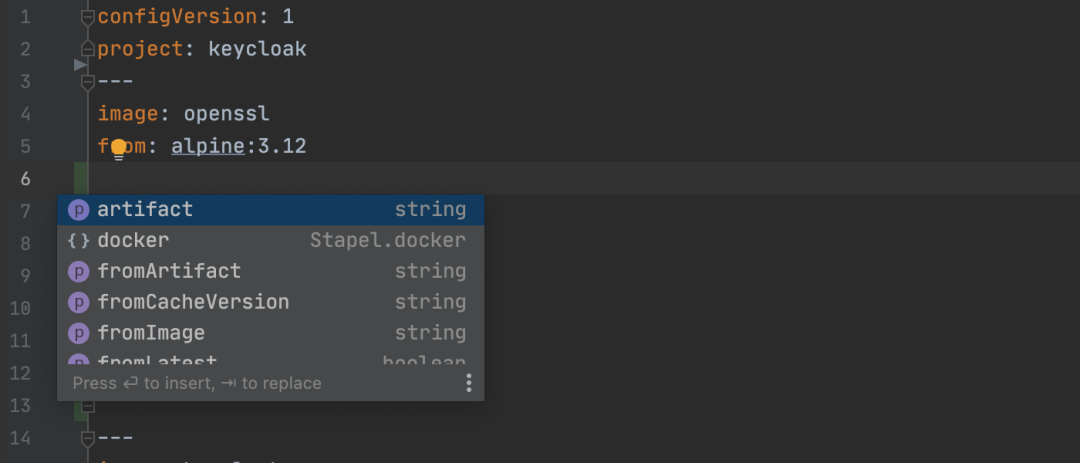 1 configVersion: 1
2 project: keycloak
3 ---
4 image: openssl
5 from: alpine:3.12
6
7 artifact string
8 docker Stapel.docker
9 fromArtifact string
10 fromCacheVersion string
11 fromImage string
12 fromLatest boolean
Press ⏎ to insert, ⇥ to replace
13
14 ---